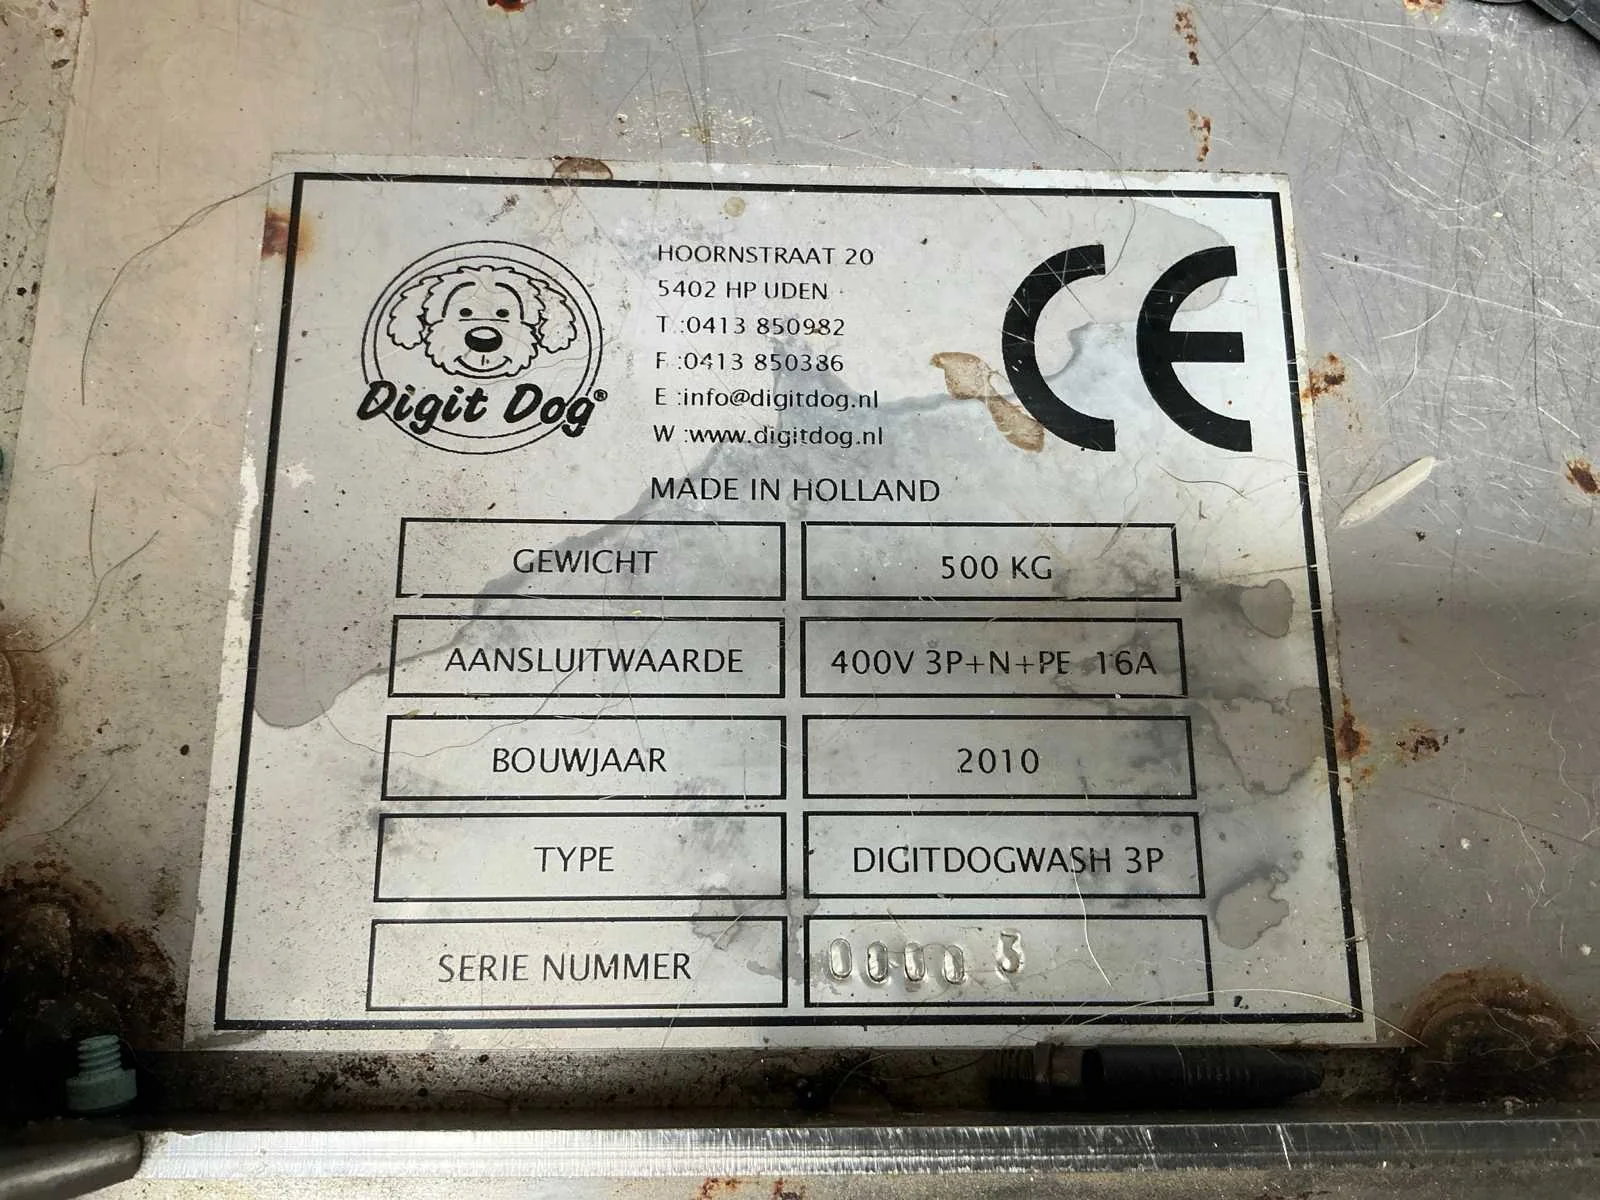 Digit Dog®
HOORNSTRAAT 20
5402 HP UDEN
T.:0413 850982
F.:0413 850386
E :info@digitdog.nl
W :www.digitdog.nl
CE
MADE IN HOLLAND
GEWICHT 500 KG
AANSLUITWAARDE 400V 3P+N+PE 16A
BOUWJAAR 2010
TYPE DIGITDOGWASH 3P
SERIE NUMMER 00003